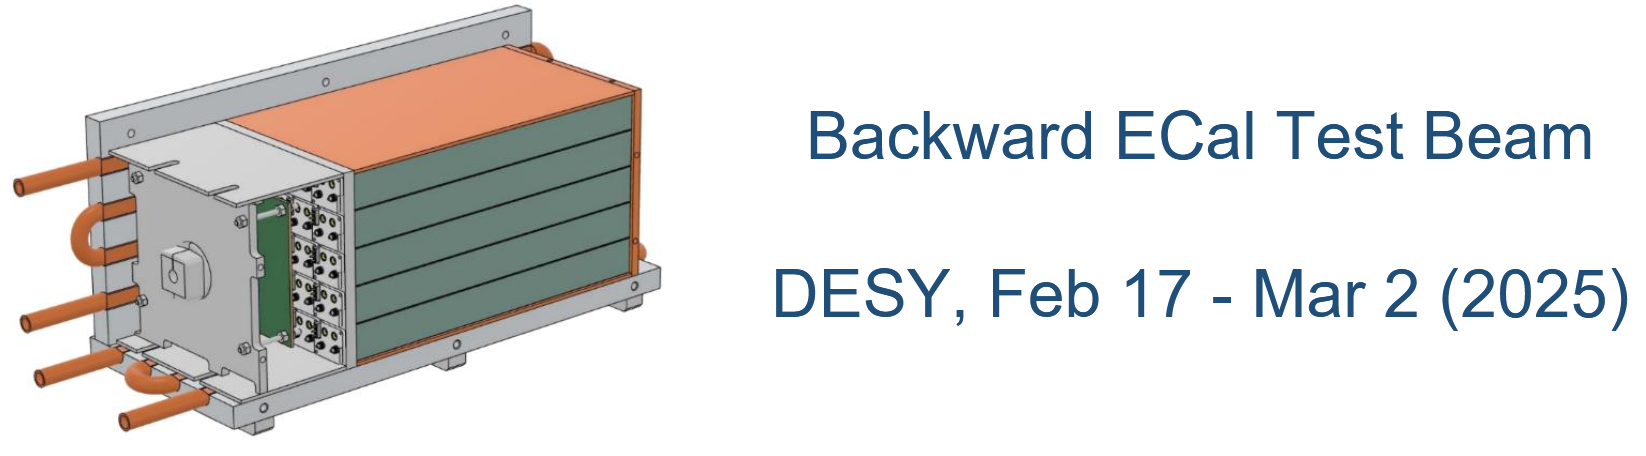 Backward ECal Test Beam
DESY, Feb 17 - Mar 2 (2025)